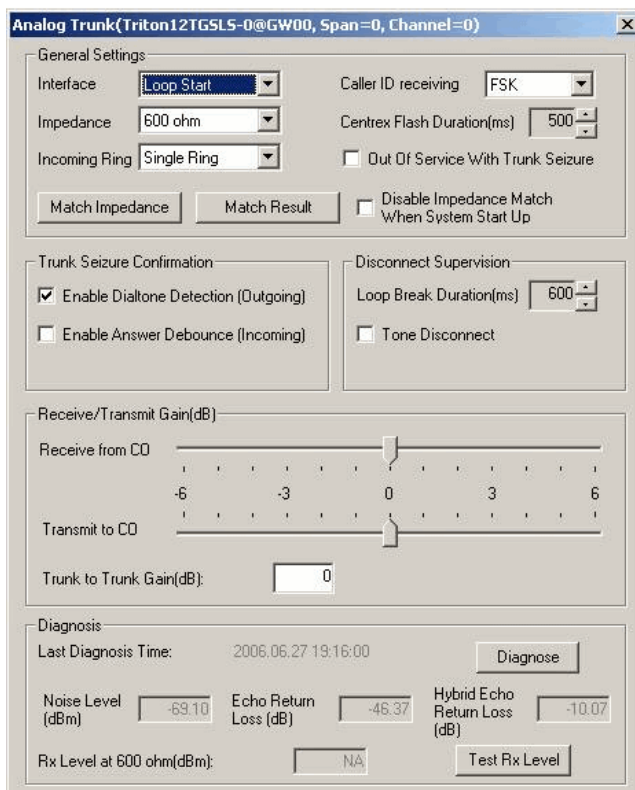 Analog Trunk(Triton12TGSLS-0@GW00, Span=0, Channel=0)
General Settings
Interface Loop Start Caller ID receiving FSK
Impedance 600 ohm Centrex Flash Duration(ms) 500
Incoming Ring Single Ring Out Of Service With Trunk Seizure
Match Impedance Match Result Disable Impedance Match
When System Start Up
Trunk Seizure Confirmation Disconnect Supervision
Enable Dialtone Detection (Outgoing) Loop Break Duration(ms) 600
Enable Answer Debounce (Incoming) Tone Disconnect
Receive/Transmit Gain(dB)
Receive from CO
-6 -3 0 3 6
Transmit to CO
Trunk to Trunk Gain(dB): 0
Diagnosis
Last Diagnosis Time: 2006.06.27 19:16:00 Diagnose
Noise Level
(dBm) -69.10
Echo Return
Loss (dB) -46.37
Hybrid Echo
Return Loss
(dB) -10.07
Rx Level at 600 ohm(dBm): NA Test Rx Level